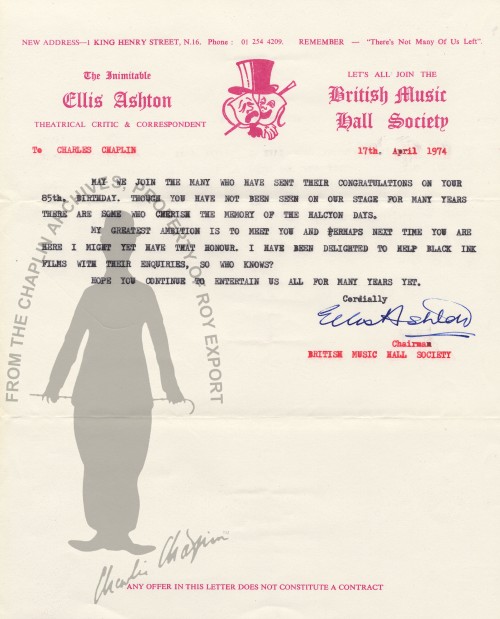 NEW ADDRESS—1 KING HENRY STREET, N.16. Phone: 01 254 4209. REMEMBER — "There's Not Many Of Us Left".
The Inimitable
Ellis Ashton
THEATRICAL CRITIC & CORRESPONDENT
LET'S ALL JOIN THE
British Music
Hall Society
To CHARLES CHAPLIN
17th. April 1974
MAY WE JOIN THE MANY WHO HAVE SENT THEIR CONGRATULATIONS ON YOUR
85th. BIRTHDAY. THOUGH YOU HAVE NOT BEEN SEEN ON OUR STAGE FOR MANY YEARS
THERE ARE SOME WHO CHERISH THE MEMORY OF THE HALCYON DAYS.
MY GREATEST AMBITION IS TO MEET YOU AND PERHAPS NEXT TIME YOU ARE
HERE I MIGHT YET HAVE THAT HONOUR. I HAVE BEEN DELIGHTED TO HELP BLACK INK
FILMS WITH THEIR ENQUIRIES, SO WHO KNOWS?
HOPE YOU CONTINUE TO ENTERTAIN US ALL FOR MANY YEARS YET.
Cordially
Ellis Ashton
Chairman
BRITISH MUSIC HALL SOCIETY
FROM THE CHAPLIN ARCHIVES, PROPERTY OF ROY EXPORT
Charlie Chaplin
ANY OFFER IN THIS LETTER DOES NOT CONSTITUTE A CONTRACT